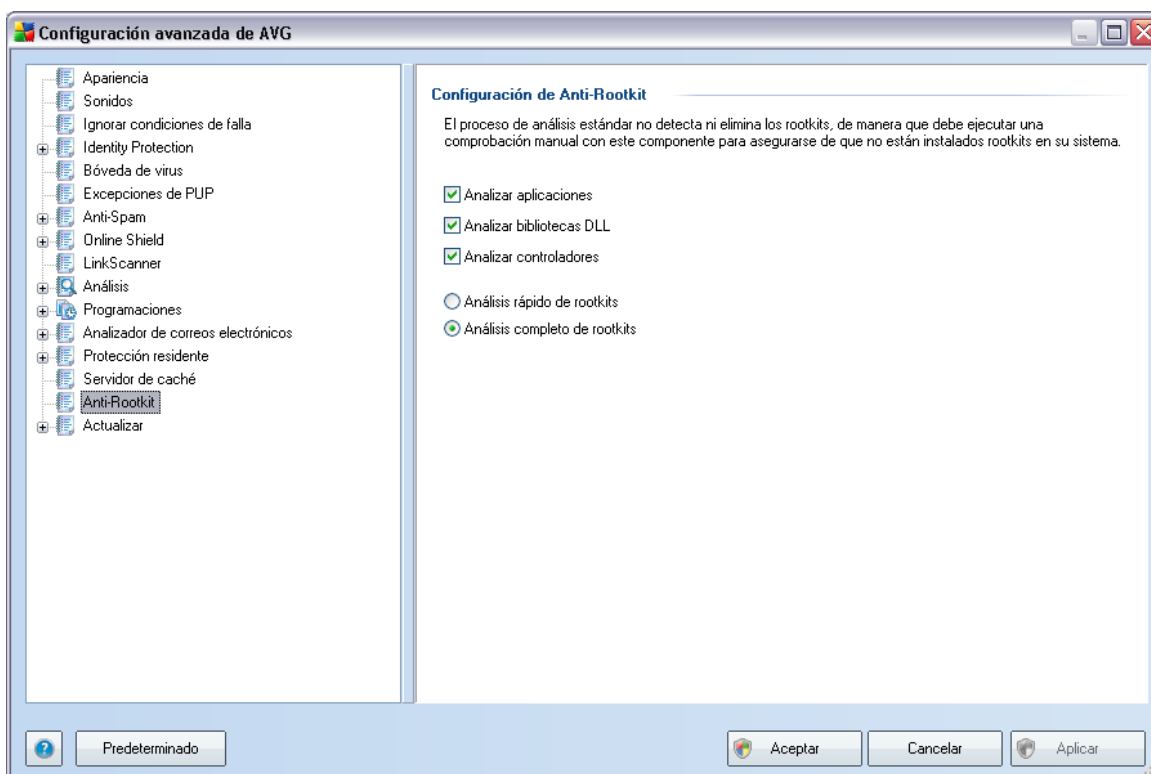 Configuración avanzada de AVG
Apariencia
Sonidos
Ignorar condiciones de falla
Identity Protection
Bóveda de virus
Excepciones de PUP
Anti-Spam
Online Shield
LinkScanner
Análisis
Programaciones
Analizador de correos electrónicos
Protección residente
Servidor de caché
Anti-Rootkit
Actualizar
Configuración de Anti-Rootkit
El proceso de análisis estándar no detecta ni elimina los rootkits, de manera que debe ejecutar una
comprobación manual con este componente para asegurarse de que no están instalados rootkits en su sistema.
Analizar aplicaciones
Analizar bibliotecas DLL
Analizar controladores
Análisis rápido de rootkits
Análisis completo de rootkits
Predeterminado
Aceptar
Cancelar
Aplicar